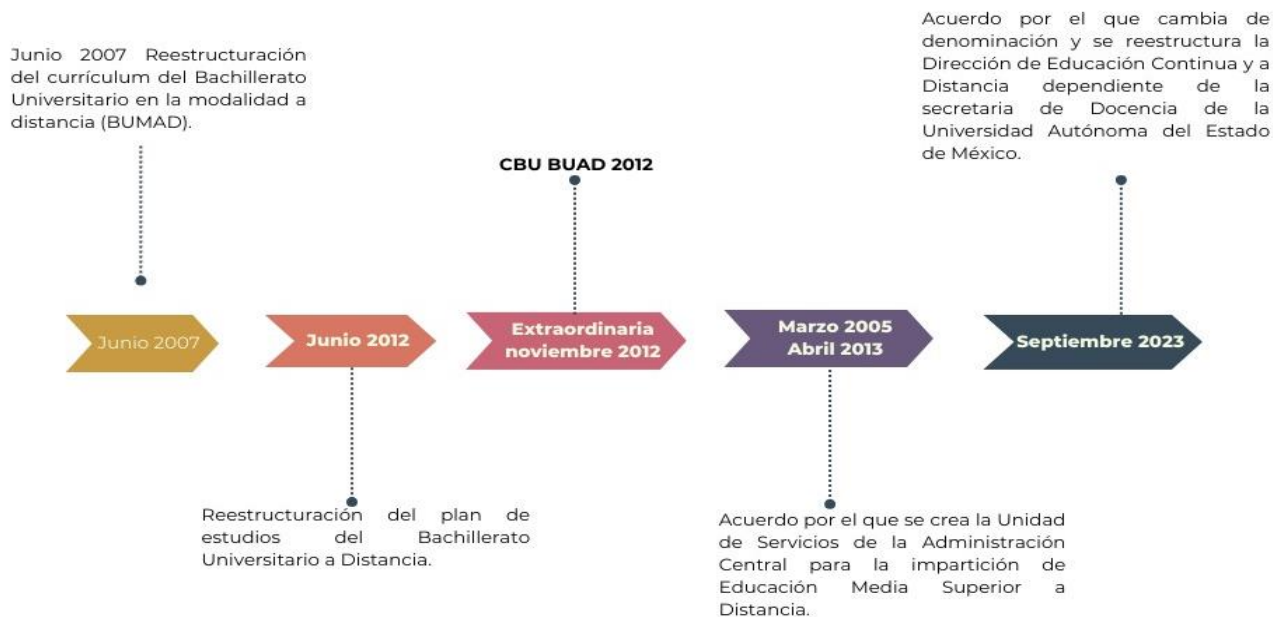 Junio 2007 Reestructuración
del currículum del Bachillerato
Universitario en la modalidad a
distancia (BUMAD).
Acuerdo por el que cambia de
denominación y se reestructura la
Dirección de Educación Continua y a
Distancia dependiente de la
secretaria de Docencia de la
Universidad Autónoma del Estado
de México.
CBU BUAD 2012
Junio 2007
Junio 2012
Extraordinaria
noviembre 2012
Marzo 2005
Abril 2013
Septiembre 2023
Reestructuración del plan de
estudios del Bachillerato
Universitario a Distancia.
Acuerdo por el que se crea la Unidad
de Servicios de la Administración
Central para la impartición de
Educación Media Superior a
Distancia.